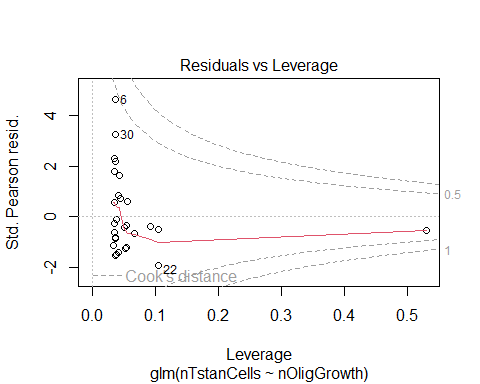 Residuals vs Leverage
Std. Pearson resid.
4
2
0
-2
6
30
22
0.5
1
Cook's distance
0.0 0.1 0.2 0.3 0.4 0.5
Leverage
glm(nTstanCells ~ nOligGrowth)